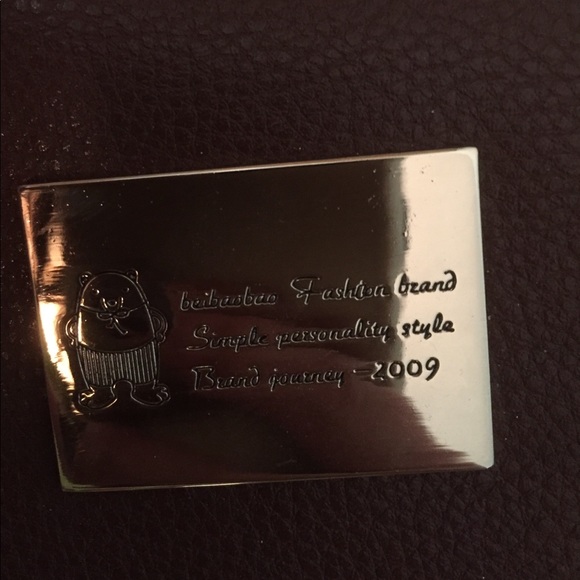 beibaobao Fashion brand
Simple personality style
Brand journey -2009